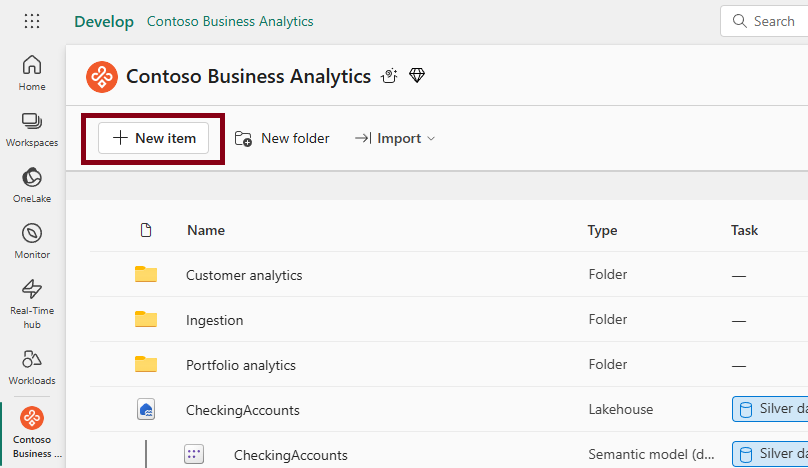 Develop Contoso Business Analytics
Search
Home
Workspaces
OneLake
Monitor
Real-Time
hub
Workloads
Contoso
Business ...
Contoso Business Analytics
New item
New folder
Import
Name Type Task
Customer analytics Folder —
Ingestion Folder —
Portfolio analytics Folder —
CheckingAccounts Lakehouse Silver da
CheckingAccounts Semantic model (d... Silver da